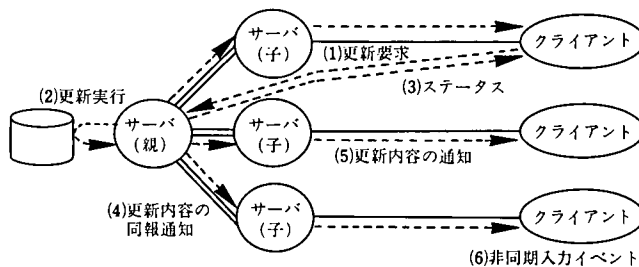 サーバ
(子)
(1)更新要求
クライアント
(3)ステータス
(2)更新実行
サーバ
(親)
サーバ
(子)
クライアント
(5)更新内容の通知
(4)更新内容の
同報通知
サーバ
(子)
クライアント
(6)非同期入力イベント